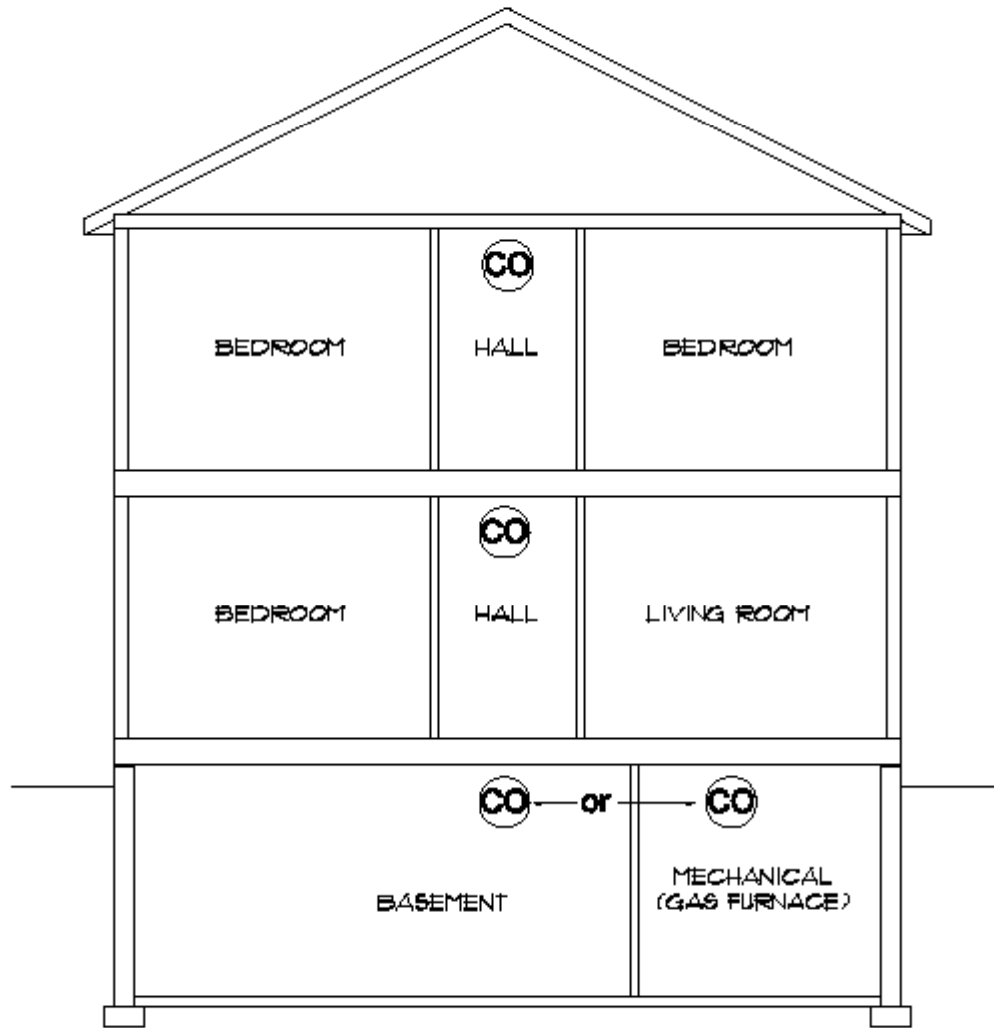 CO
BEDROOM HALL BEDROOM
CO
BEDROOM HALL LIVING ROOM
CO or CO
MECHANICAL
BASEMENT (GAS FURNACE)